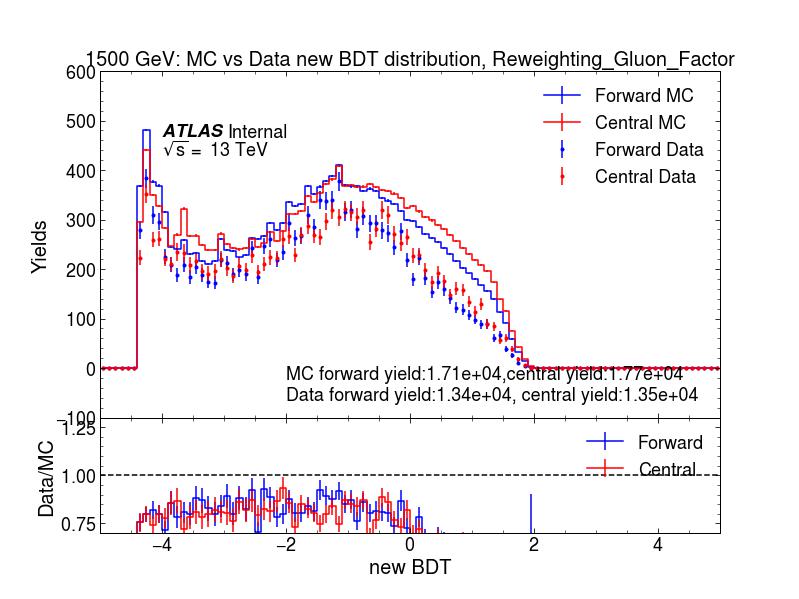 1500 GeV: MC vs Data new BDT distribution, Reweighting_Gluon_Factor
600
500
400
300
200
100
0
−100
Yields
ATLAS Internal
√s = 13 TeV
Forward MC
Central MC
Forward Data
Central Data
MC forward yield:1.71e+04,central yield:1.77e+04
Data forward yield:1.34e+04, central yield:1.35e+04
1.25
1.00
0.75
Data/MC
Forward
Central
−4
−2
0
2
4
new BDT